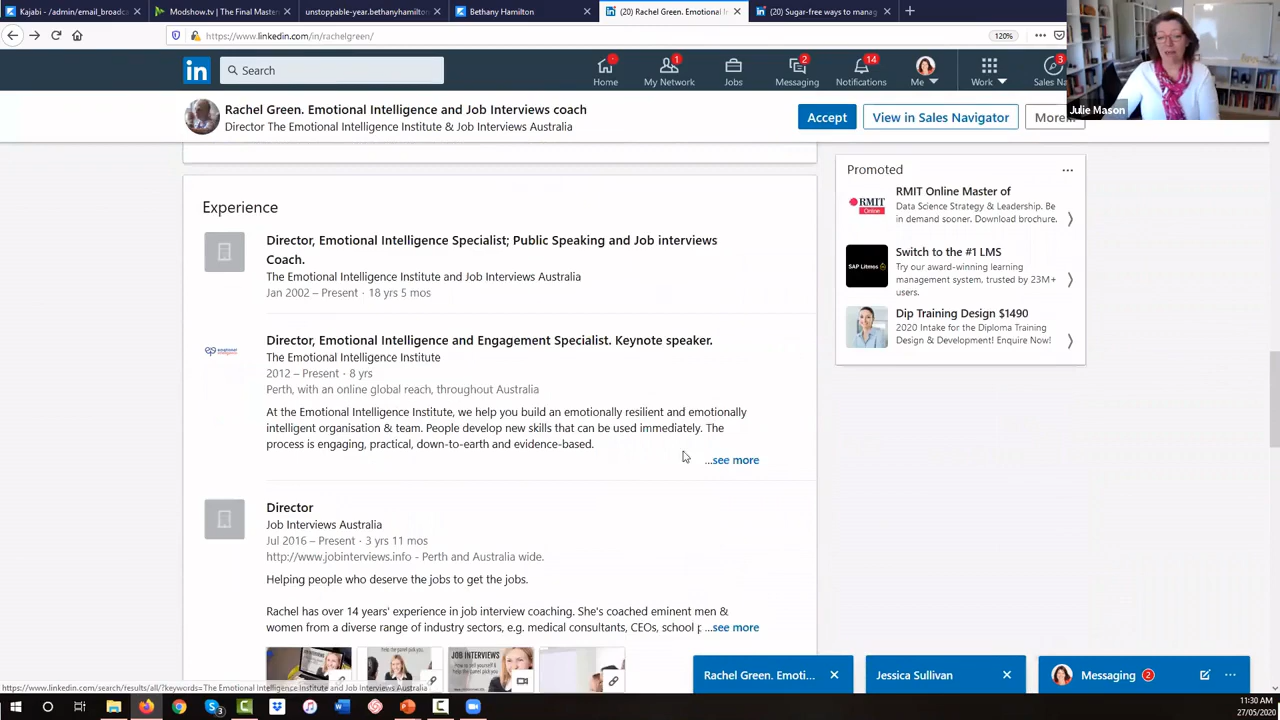 Kajabi - /admin/email_broadca
Modshow.tv | The Final Master
unstoppable-year.bethanyhamilton
Bethany Hamilton
(20) Rachel Green. Emotional I
(20) Sugar-free ways to manag
https://www.linkedin.com/in/rachelgreen/
120%
in
Search
Home
My Network
1
Jobs
Messaging
2
Notifications
14
Me
Work
Sales Na
3
Julie Mason
Rachel Green. Emotional Intelligence and Job Interviews coach
Director The Emotional Intelligence Institute & Job Interviews Australia
Accept
View in Sales Navigator
More...
Experience
Director, Emotional Intelligence Specialist; Public Speaking and Job interviews
Coach.
The Emotional Intelligence Institute and Job Interviews Australia
Jan 2002 – Present · 18 yrs 5 mos
Director, Emotional Intelligence and Engagement Specialist. Keynote speaker.
The Emotional Intelligence Institute
2012 – Present · 8 yrs
Perth, with an online global reach, throughout Australia
At the Emotional Intelligence Institute, we help you build an emotionally resilient and emotionally
intelligent organisation & team. People develop new skills that can be used immediately. The
process is engaging, practical, down-to-earth and evidence-based.
...see more
Director
Job Interviews Australia
Jul 2016 – Present · 3 yrs 11 mos
http://www.jobinterviews.info - Perth and Australia wide.
Helping people who deserve the jobs to get the jobs.
Rachel has over 14 years' experience in job interview coaching. She's coached eminent men &
women from a diverse range of industry sectors, e.g. medical consultants, CEOs, school p ...see more
JOB INTERVIEWS
Promoted
RMIT Online Master of
Data Science Strategy & Leadership. Be
in demand sooner. Download brochure.
RMIT
Online
Switch to the #1 LMS
Try our award-winning learning
management system, trusted by 23M+
users.
SAP Litmos
Dip Training Design $1490
2020 Intake for the Diploma Training
Design & Development! Enquire Now!
Rachel Green. Emoti...
Jessica Sullivan
Messaging
2
https://www.linkedin.com/search/results/all/?keywords=The Emotional Intelligence Institute and Job Interviews Australia
3
11:30 AM
27/05/2020